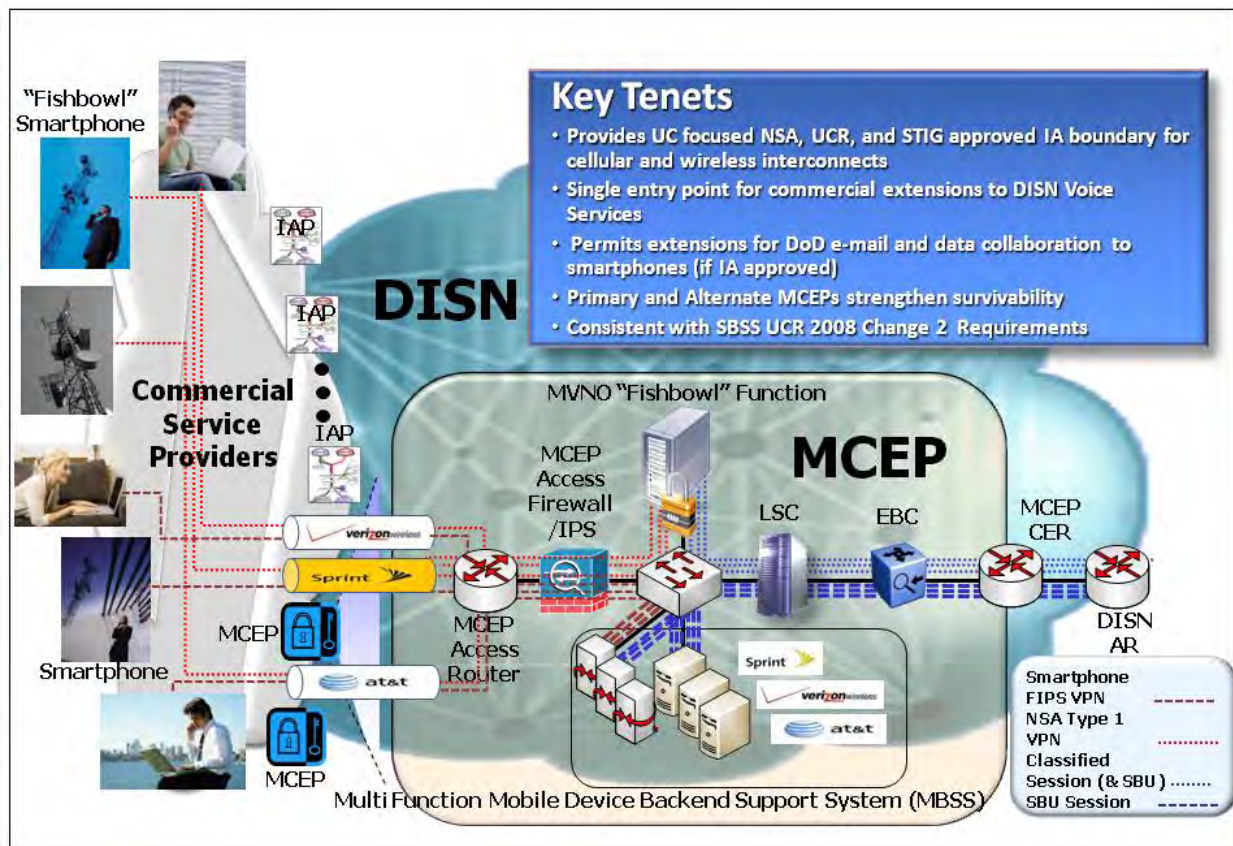 "Fishbowl"
Smartphone
Key Tenets
• Provides UC focused NSA, UCR, and STIG approved IA boundary for
cellular and wireless interconnects
• Single entry point for commercial extensions to DISN Voice
Services
• Permits extensions for DoD e-mail and data collaboration to
smartphones (if IA approved)
• Primary and Alternate MCEPs strengthen survivability
• Consistent with SBSS UCR 2008 Change 2 Requirements
IAP
IAP
IAP
DISN
Commercial
Service
Providers
MVNO "Fishbowl" Function
MCEP
MCEP
Access
Firewall
/IPS
LSC
EBC
MCEP
CER
verizonwireless
Sprint
MCEP
at&t
MCEP
Smartphone
MCEP
Access
Router
DISN
AR
Sprint
verizonwireless
at&t
Multi Function Mobile Device Backend Support System (MBSS)
Smartphone
FIPS VPN
NSA Type 1
VPN
Classified
Session (& SBU)
SBU Session